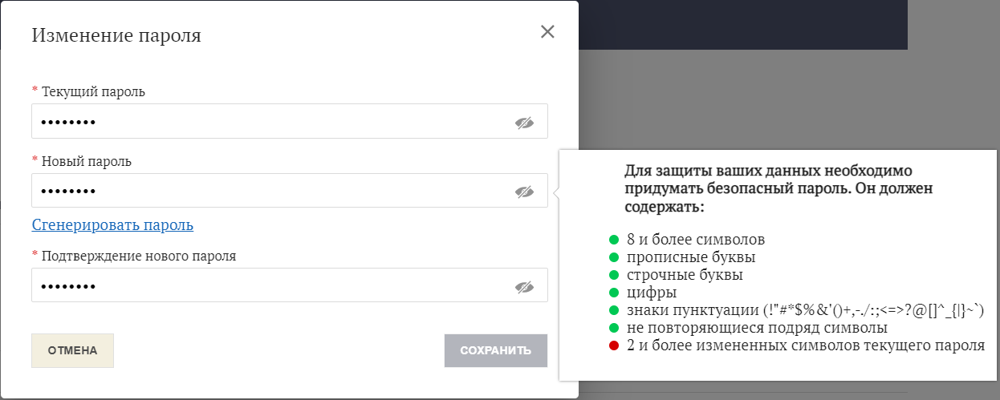 Изменение пароля
* Текущий пароль
••••••••
* Новый пароль
••••••••
Сгенерировать пароль
* Подтверждение нового пароля
••••••••
ОТМЕНА
СОХРАНИТЬ
Для защиты ваших данных необходимо
придумать безопасный пароль. Он должен
содержать:
8 и более символов
прописные буквы
строчные буквы
цифры
знаки пунктуации (!"#*$%&'()+,-./:;<=>?@[]^_{|}~`)
не повторяющиеся подряд символы
2 и более измененных символов текущего пароля